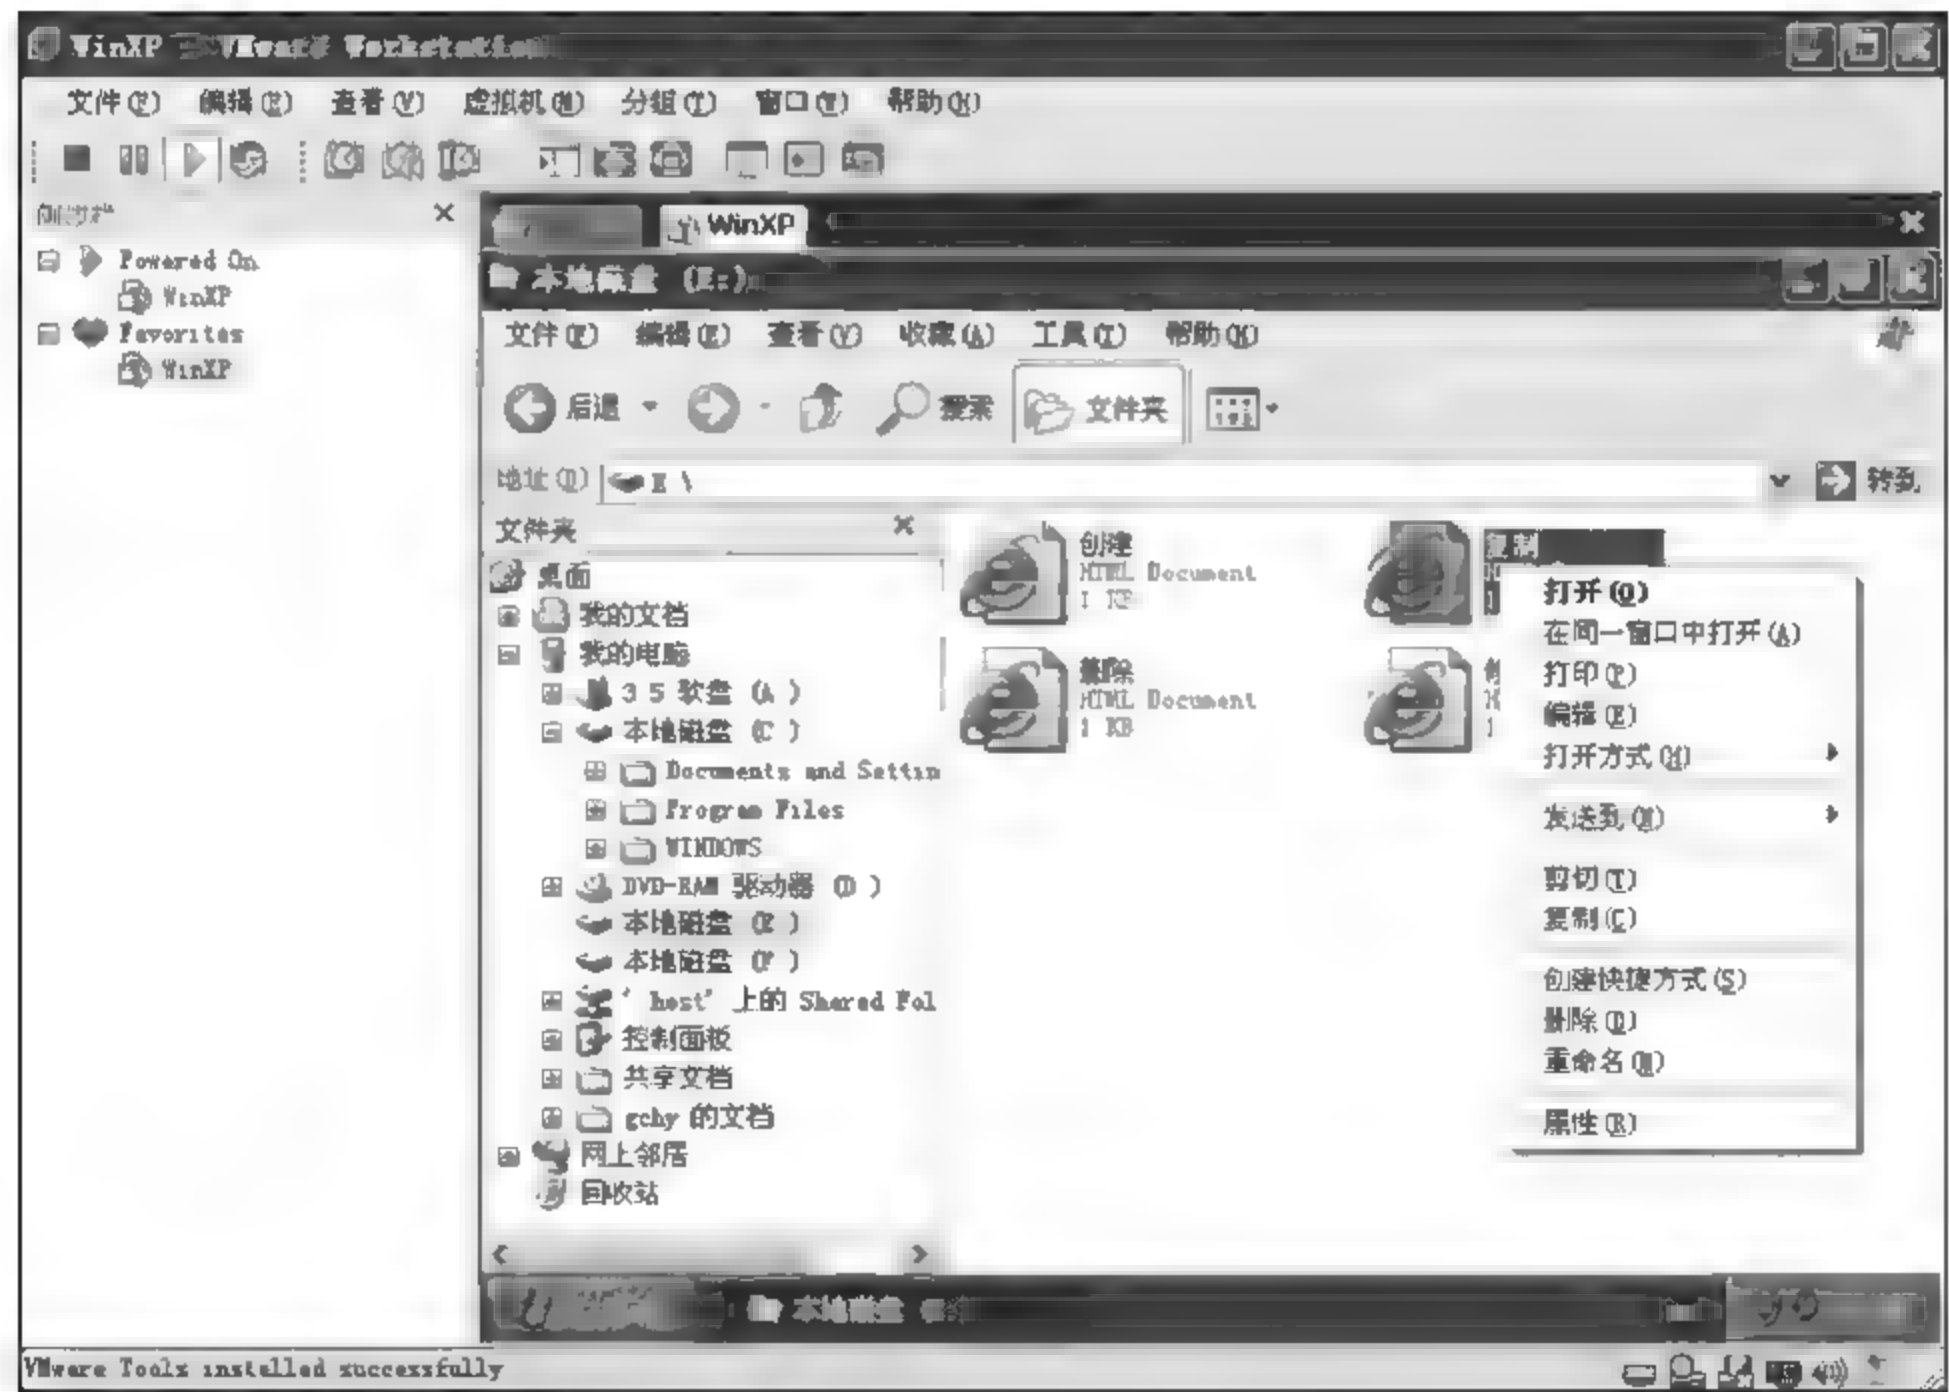 WinXP - VMware Workstation
文件(F) 编辑(E) 查看(V) 虚拟机(M) 分组(T) 窗口(W) 帮助(H)
Powered On
WinXP
Favorites
WinXP
WinXP
本地磁盘 (E:)
文件(F) 编辑(E) 查看(V) 收藏(A) 工具(T) 帮助(H)
后退 搜索 文件夹
地址(D) E \ 转到
文件夹
桌面
我的文档
我的电脑
3 5 软盘 (A )
本地磁盘 (C )
Documents and Settin
Program Files
WINDOWS
DVD-RAM 驱动器 (D )
本地磁盘 (E )
本地磁盘 (F )
' host' 上的 Shared Fol
控制面板
共享文档
gchy 的文档
网上邻居
回收站
创建
HTML Document
1 KB
复制
删除
HTML Document
1 KB
打开(O)
在同一窗口中打开(A)
打印(P)
编辑(E)
打开方式(H)
发送到(N)
剪切(T)
复制(C)
创建快捷方式(S)
删除(D)
重命名(M)
属性(R)
本地磁盘
VMware Tools installed successfully